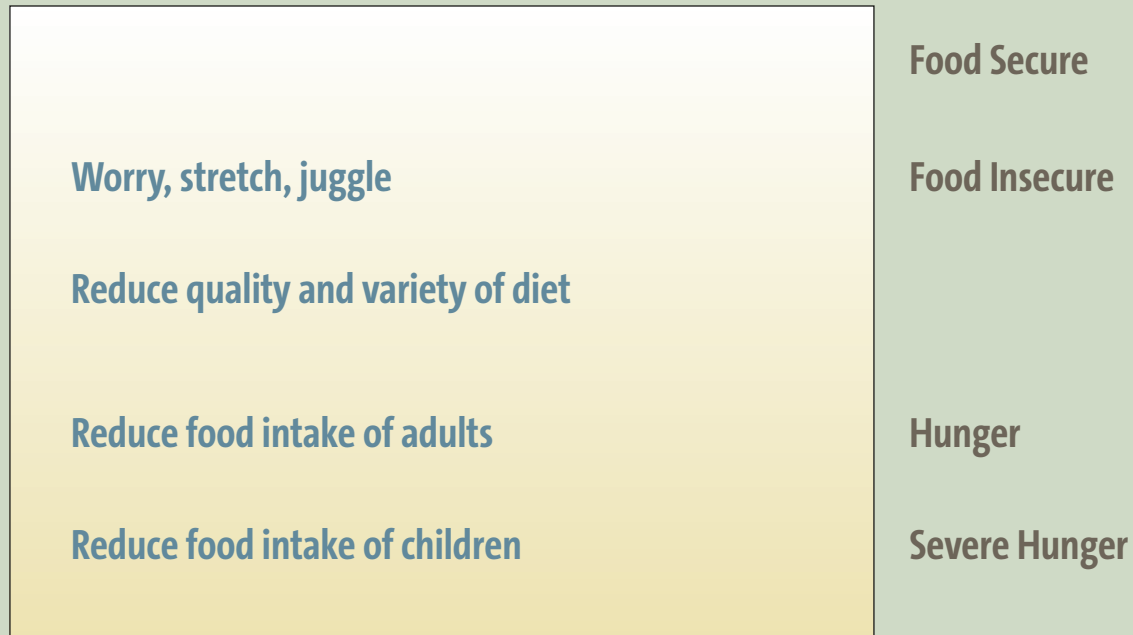 Food Secure
Worry, stretch, juggle
Food Insecure
Reduce quality and variety of diet
Reduce food intake of adults
Hunger
Reduce food intake of children
Severe Hunger